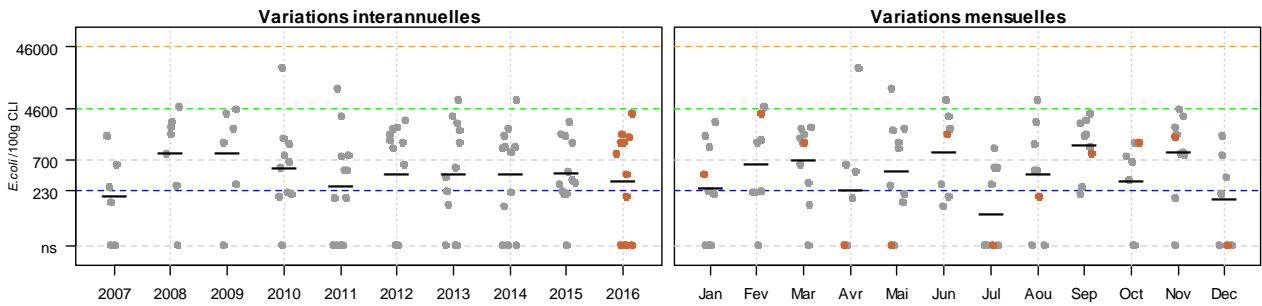 Variations interannuelles
Variations mensuelles
E.coli /100g CLI
46000
4600
700
230
ns
2007 2008 2009 2010 2011 2012 2013 2014 2015 2016
Jan Fev Mar Avr Mai Jun Jul Aou Sep Oct Nov Dec